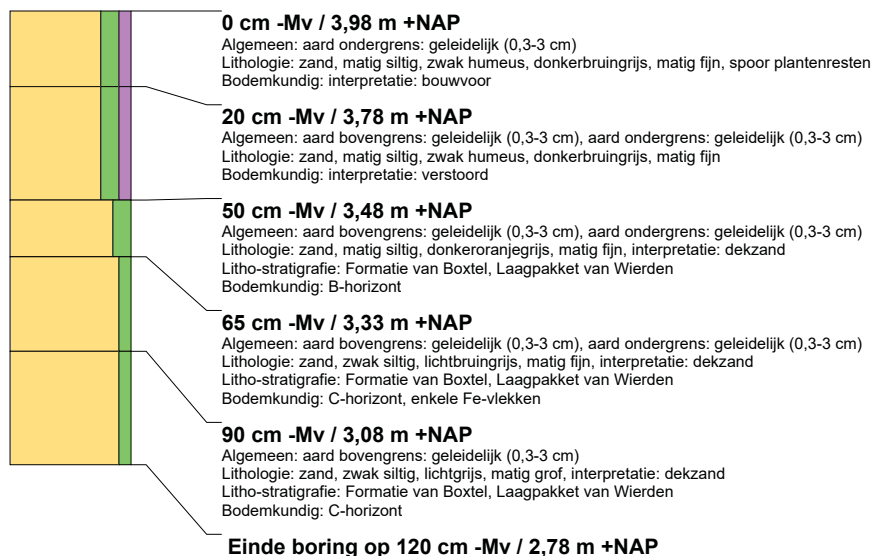 0 cm -Mv / 3,98 m +NAP
Algemeen: aard ondergrens: geleidelijk (0,3-3 cm)
Lithologie: zand, matig siltig, zwak humeus, donkerbruingrijs, matig fijn, spoor plantenresten
Bodemkundig: interpretatie: bouwvoor
20 cm -Mv / 3,78 m +NAP
Algemeen: aard bovengrens: geleidelijk (0,3-3 cm), aard ondergrens: geleidelijk (0,3-3 cm)
Lithologie: zand, matig siltig, zwak humeus, donkerbruingrijs, matig fijn
Bodemkundig: interpretatie: verstoord
50 cm -Mv / 3,48 m +NAP
Algemeen: aard bovengrens: geleidelijk (0,3-3 cm), aard ondergrens: geleidelijk (0,3-3 cm)
Lithologie: zand, matig siltig, donkeroranjegrijs, matig fijn, interpretatie: dekzand
Litho-stratigrafie: Formatie van Boxtel, Laagpakket van Wierden
Bodemkundig: B-horizont
65 cm -Mv / 3,33 m +NAP
Algemeen: aard bovengrens: geleidelijk (0,3-3 cm), aard ondergrens: geleidelijk (0,3-3 cm)
Lithologie: zand, zwak siltig, lichtbruingrijs, matig fijn, interpretatie: dekzand
Litho-stratigrafie: Formatie van Boxtel, Laagpakket van Wierden
Bodemkundig: C-horizont, enkele Fe-vlekken
90 cm -Mv / 3,08 m +NAP
Algemeen: aard bovengrens: geleidelijk (0,3-3 cm)
Lithologie: zand, zwak siltig, lichtgrijs, matig grof, interpretatie: dekzand
Litho-stratigrafie: Formatie van Boxtel, Laagpakket van Wierden
Bodemkundig: C-horizont
Einde boring op 120 cm -Mv / 2,78 m +NAP